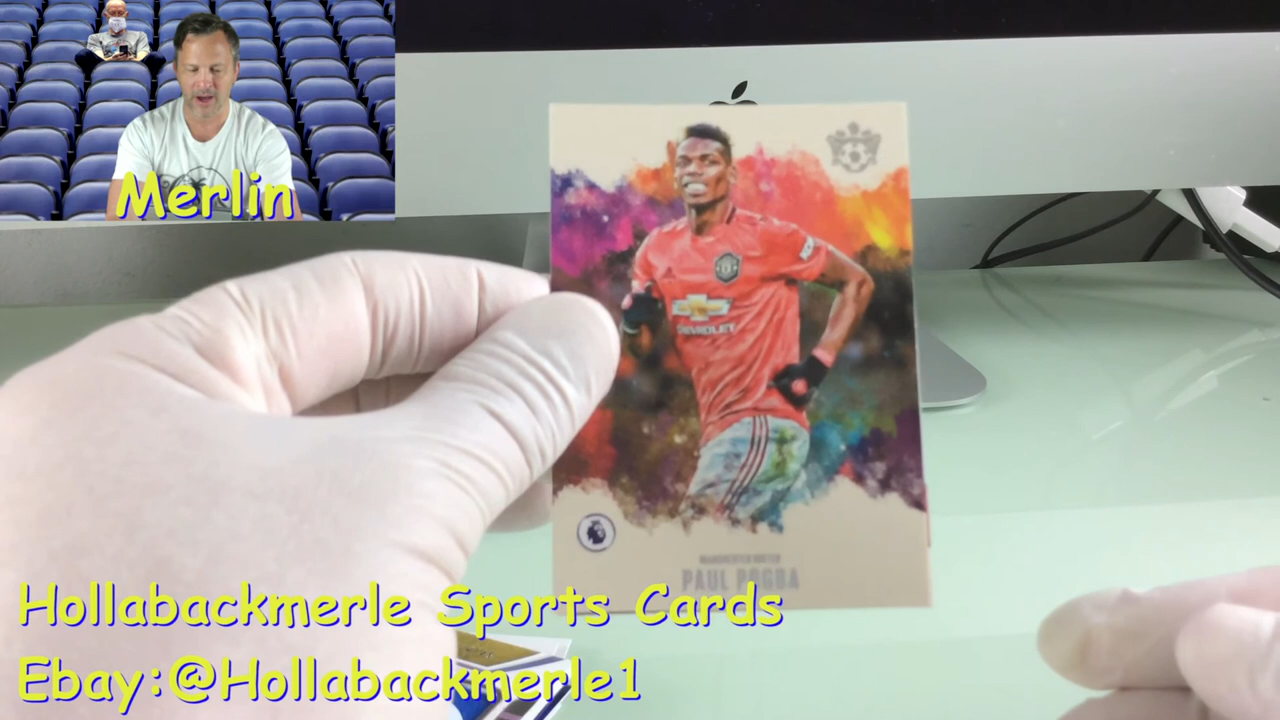 Merlin
CHEVROLET
MANCHESTER UNITED
PAUL POGBA
Hollabackmerle Sports Cards
Ebay:@Hollabackmerle1